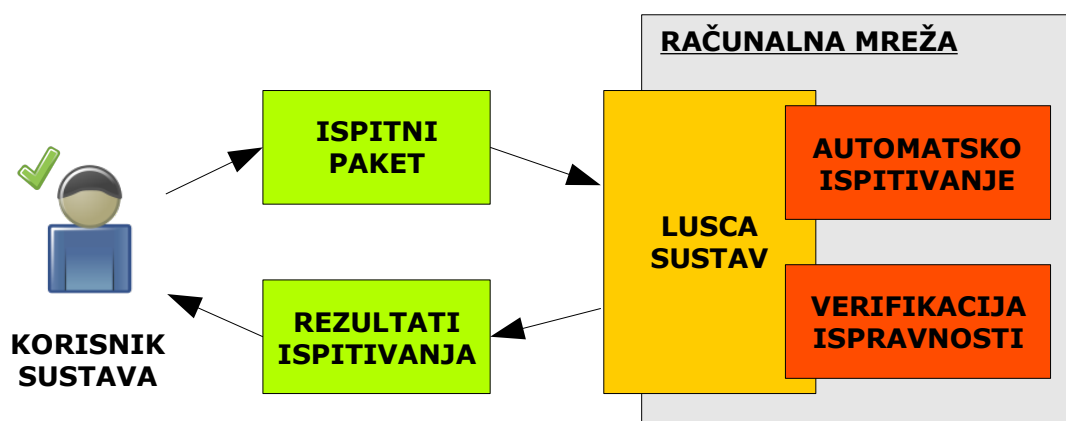 RAČUNALNA MREŽA
ISPITNI
PAKET
AUTOMATSKO
ISPITIVANJE
LUSCA
SUSTAV
REZULTATI
ISPITIVANJA
VERIFIKACIJA
ISPRAVNOSTI
KORISNIK
SUSTAVA